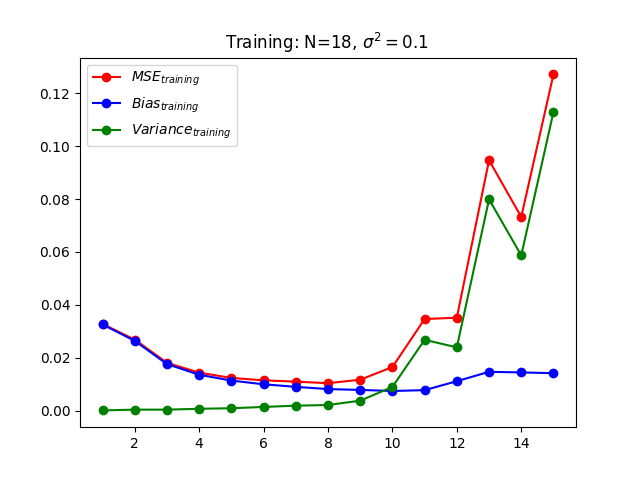 Training: N=18, σ² = 0.1
MSE_training
Bias_training
Variance_training
0.12
0.10
0.08
0.06
0.04
0.02
0.00
2 4 6 8 10 12 14